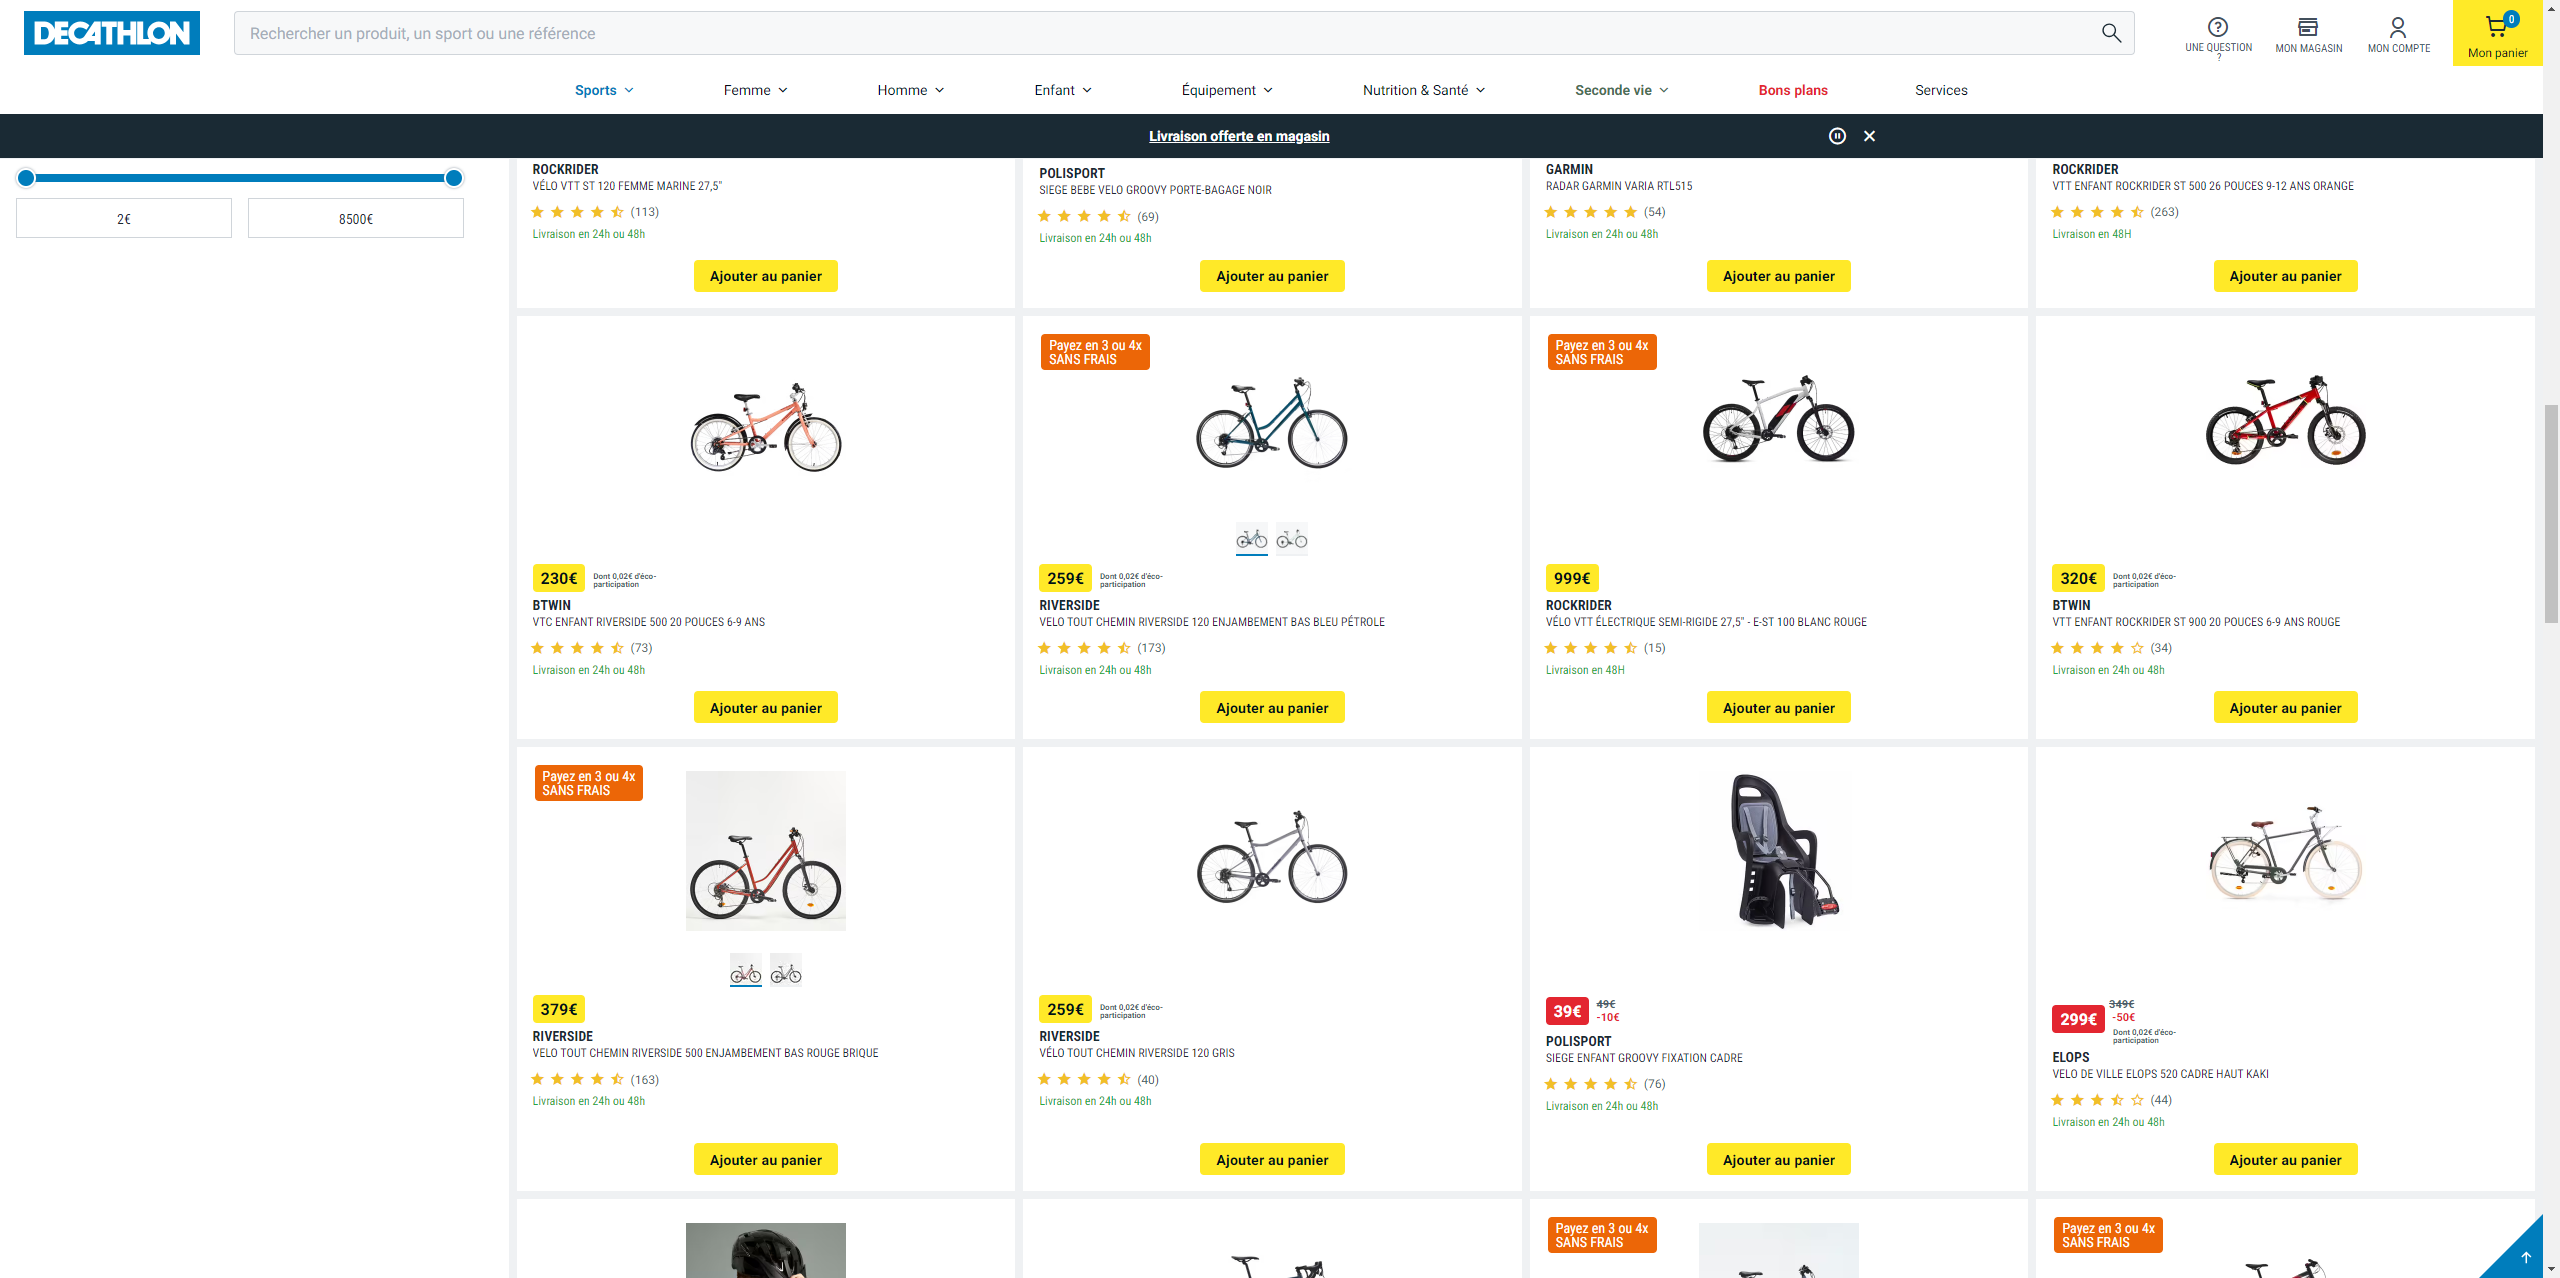 DECATHLON
Rechercher un produit, un sport ou une référence
UNE QUESTION
?
MON MAGASIN
MON COMPTE
0
Mon panier
Sports
Femme
Homme
Enfant
Équipement
Nutrition & Santé
Seconde vie
Bons plans
Services
Livraison offerte en magasin
2€
8500€
ROCKRIDER
VÉLO VTT ST 120 FEMME MARINE 27,5"
(113)
Livraison en 24h ou 48h
Ajouter au panier
POLISPORT
SIEGE BEBE VELO GROOVY PORTE-BAGAGE NOIR
(69)
Livraison en 24h ou 48h
Ajouter au panier
GARMIN
RADAR GARMIN VARIA RTL515
(54)
Livraison en 24h ou 48h
Ajouter au panier
ROCKRIDER
VTT ENFANT ROCKRIDER ST 500 26 POUCES 9-12 ANS ORANGE
(263)
Livraison en 48H
Ajouter au panier
230€
Dont 0,02€ d'éco-
participation
BTWIN
VTC ENFANT RIVERSIDE 500 20 POUCES 6-9 ANS
(73)
Livraison en 24h ou 48h
Ajouter au panier
Payez en 3 ou 4x
SANS FRAIS
259€
Dont 0,02€ d'éco-
participation
RIVERSIDE
VELO TOUT CHEMIN RIVERSIDE 120 ENJAMBEMENT BAS BLEU PÉTROLE
(173)
Livraison en 24h ou 48h
Ajouter au panier
Payez en 3 ou 4x
SANS FRAIS
999€
ROCKRIDER
VÉLO VTT ÉLECTRIQUE SEMI-RIGIDE 27,5" - E-ST 100 BLANC ROUGE
(15)
Livraison en 48H
Ajouter au panier
320€
Dont 0,02€ d'éco-
participation
BTWIN
VTT ENFANT ROCKRIDER ST 900 20 POUCES 6-9 ANS ROUGE
(34)
Livraison en 24h ou 48h
Ajouter au panier
Payez en 3 ou 4x
SANS FRAIS
379€
RIVERSIDE
VELO TOUT CHEMIN RIVERSIDE 500 ENJAMBEMENT BAS ROUGE BRIQUE
(163)
Livraison en 24h ou 48h
Ajouter au panier
259€
Dont 0,02€ d'éco-
participation
RIVERSIDE
VÉLO TOUT CHEMIN RIVERSIDE 120 GRIS
(40)
Livraison en 24h ou 48h
Ajouter au panier
39€
49€
-10€
POLISPORT
SIEGE ENFANT GROOVY FIXATION CADRE
(76)
Livraison en 24h ou 48h
Ajouter au panier
299€
349€
-50€
Dont 0,02€ d'éco-
participation
ELOPS
VELO DE VILLE ELOPS 520 CADRE HAUT KAKI
(44)
Livraison en 24h ou 48h
Ajouter au panier
Payez en 3 ou 4x
SANS FRAIS
Payez en 3 ou 4x
SANS FRAIS